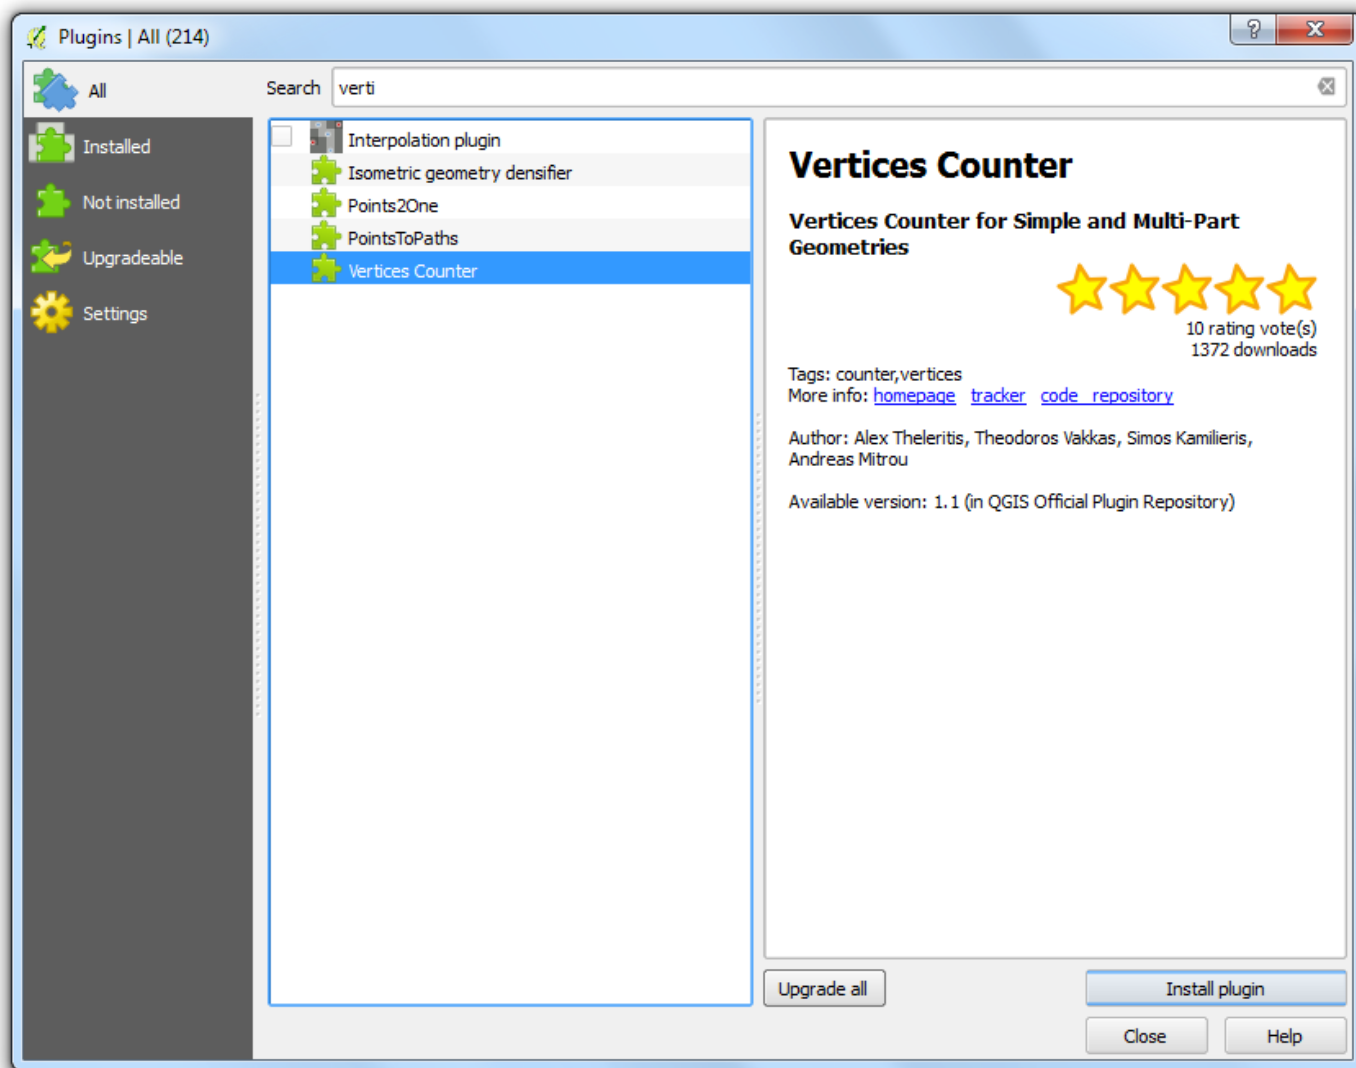 Plugins | All (214)
?
All
Installed
Not installed
Upgradeable
Settings
Search verti
Interpolation plugin
Isometric geometry densifier
Points2One
PointsToPaths
Vertices Counter
Vertices Counter
Vertices Counter for Simple and Multi-Part
Geometries
10 rating vote(s)
1372 downloads
Tags: counter,vertices
More info: homepage tracker code repository
Author: Alex Theleritis, Theodoros Vakkas, Simos Kamilieris,
Andreas Mitrou
Available version: 1.1 (in QGIS Official Plugin Repository)
Upgrade all
Install plugin
Close
Help